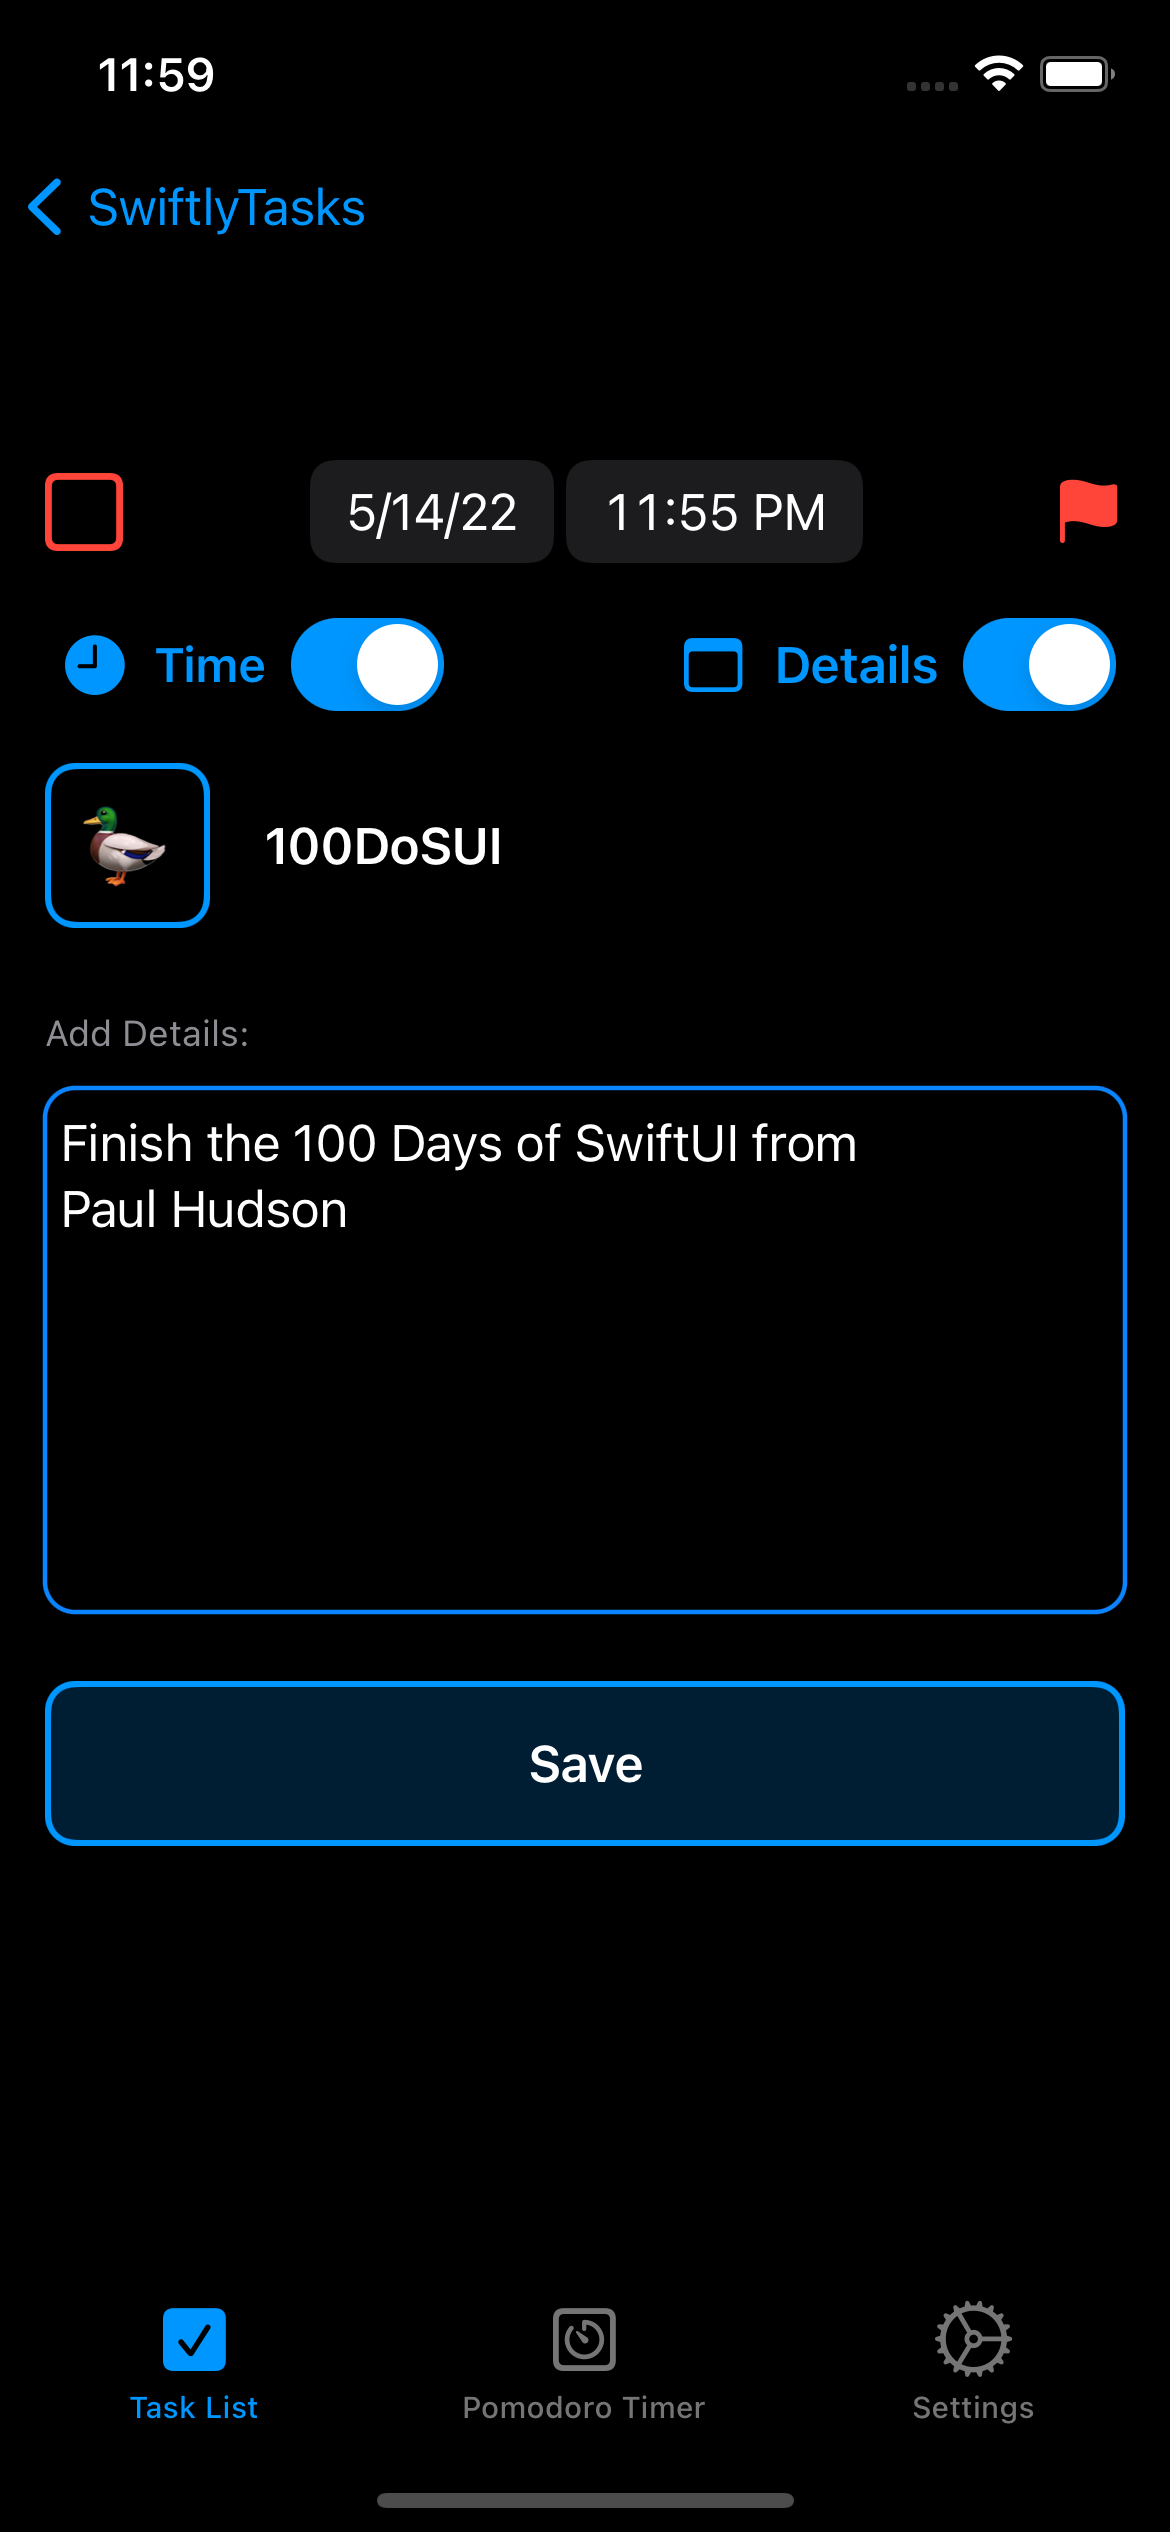 11:59
SwiftlyTasks
5/14/22 11:55 PM
Time Details
100DoSUI
Add Details:
Finish the 100 Days of SwiftUI from
Paul Hudson
Save
Task List Pomodoro Timer Settings